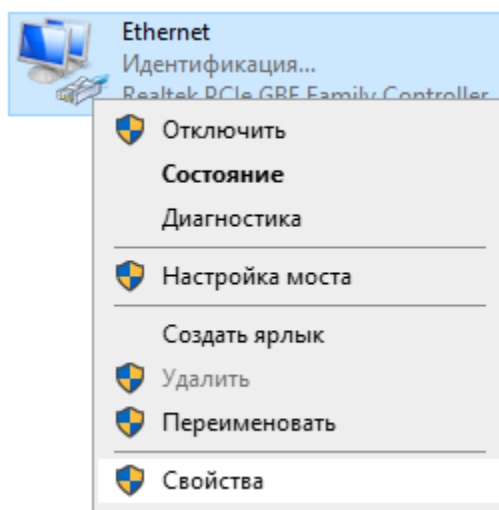 Ethernet
Идентификация...
Realtek PCIe GBE Family Controller
Отключить
Состояние
Диагностика
Настройка моста
Создать ярлык
Удалить
Переименовать
Свойства